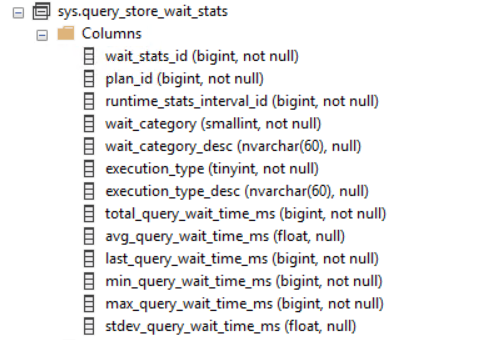 sys.query_store_wait_stats
Columns
wait_stats_id (bigint, not null)
plan_id (bigint, not null)
runtime_stats_interval_id (bigint, not null)
wait_category (smallint, not null)
wait_category_desc (nvarchar(60), null)
execution_type (tinyint, not null)
execution_type_desc (nvarchar(60), null)
total_query_wait_time_ms (bigint, not null)
avg_query_wait_time_ms (float, null)
last_query_wait_time_ms (bigint, not null)
min_query_wait_time_ms (bigint, not null)
max_query_wait_time_ms (bigint, not null)
stdev_query_wait_time_ms (float, null)